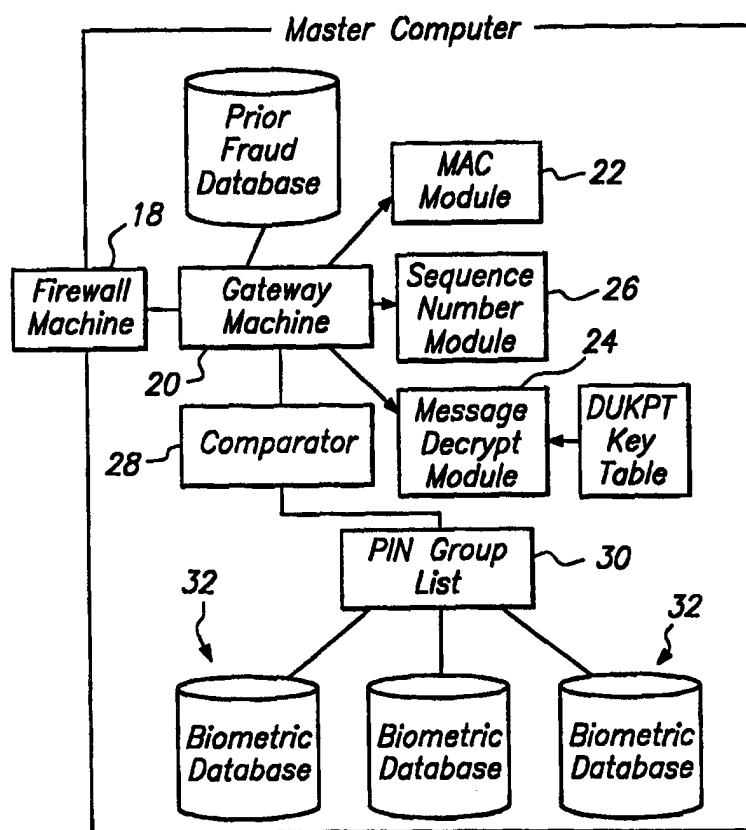 Master Computer
Prior
Fraud
Database
MAC
Module
22
18
Firewall
Machine
Gateway
Machine
20
Sequence
Number
Module
26
24
Comparator
28
Message
Decrypt
Module
DUKPT
Key
Table
PIN Group
List
30
32
32
Biometric
Database
Biometric
Database
Biometric
Database